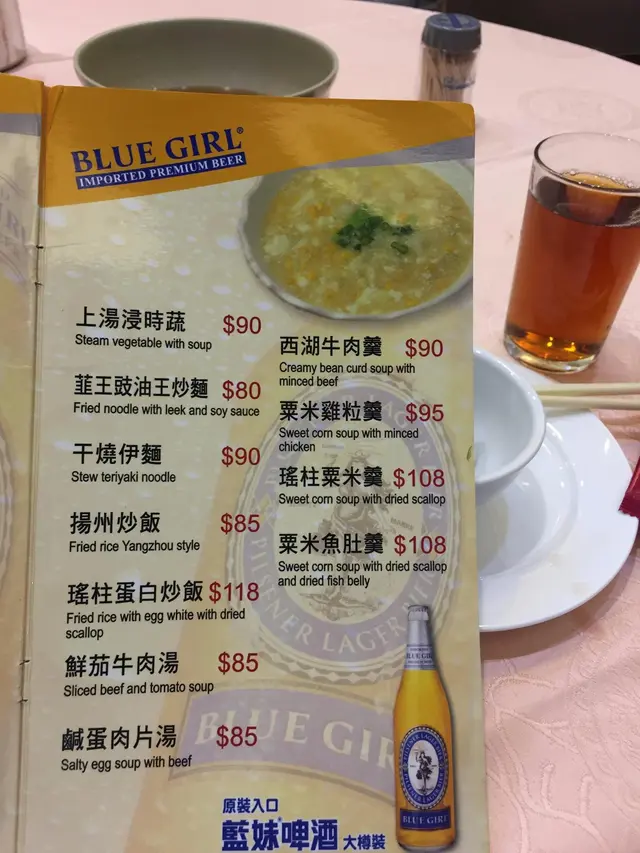 BLUE GIRL®
IMPORTED PREMIUM BEER
上湯浸時蔬 $90
Steam vegetable with soup
韮王豉油王炒麵 $80
Fried noodle with leek and soy sauce
干燒伊麵 $90
Stew teriyaki noodle
揚州炒飯 $85
Fried rice Yangzhou style
瑤柱蛋白炒飯 $118
Fried rice with egg white with dried
scallop
鮮茄牛肉湯 $85
Sliced beef and tomato soup
鹹蛋肉片湯 $85
Salty egg soup with beef
西湖牛肉羹 $90
Creamy bean curd soup with
minced beef
粟米雞粒羹 $95
Sweet corn soup with minced
chicken
瑤柱粟米羹 $108
Sweet corn soup with dried scallop
粟米魚肚羹 $108
Sweet corn soup with dried scallop
and dried fish belly
PILSENER LAGER
BLUE GIRL
BLUE GIRL
原裝入口
藍妹啤酒 大樽裝